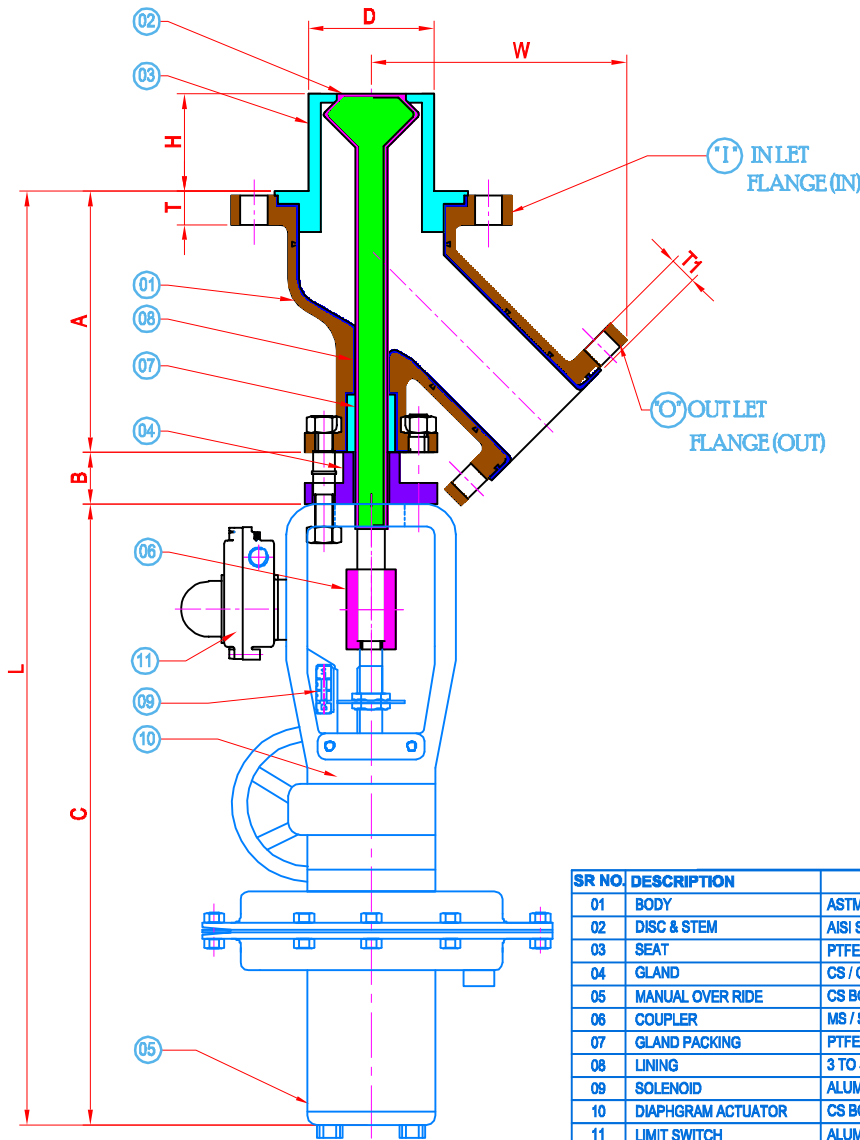 02
D
W
03
H
"I" INLET
FLANGE(IN)
T
T1
01
A
08
07
"O" OUTLET
FLANGE(OUT)
04
B
06
11
L
09
10
C
05
SR NO. DESCRIPTION
01 BODY ASTM
02 DISC & STEM AISI
03 SEAT PTFE
04 GLAND CS /
05 MANUAL OVER RIDE CS
06 COUPLER MS /
07 GLAND PACKING PTFE
08 LINING 3 TO
09 SOLENOID ALUM
10 DIAPHGRAM ACTUATOR CS
11 LIMIT SWITCH ALUM